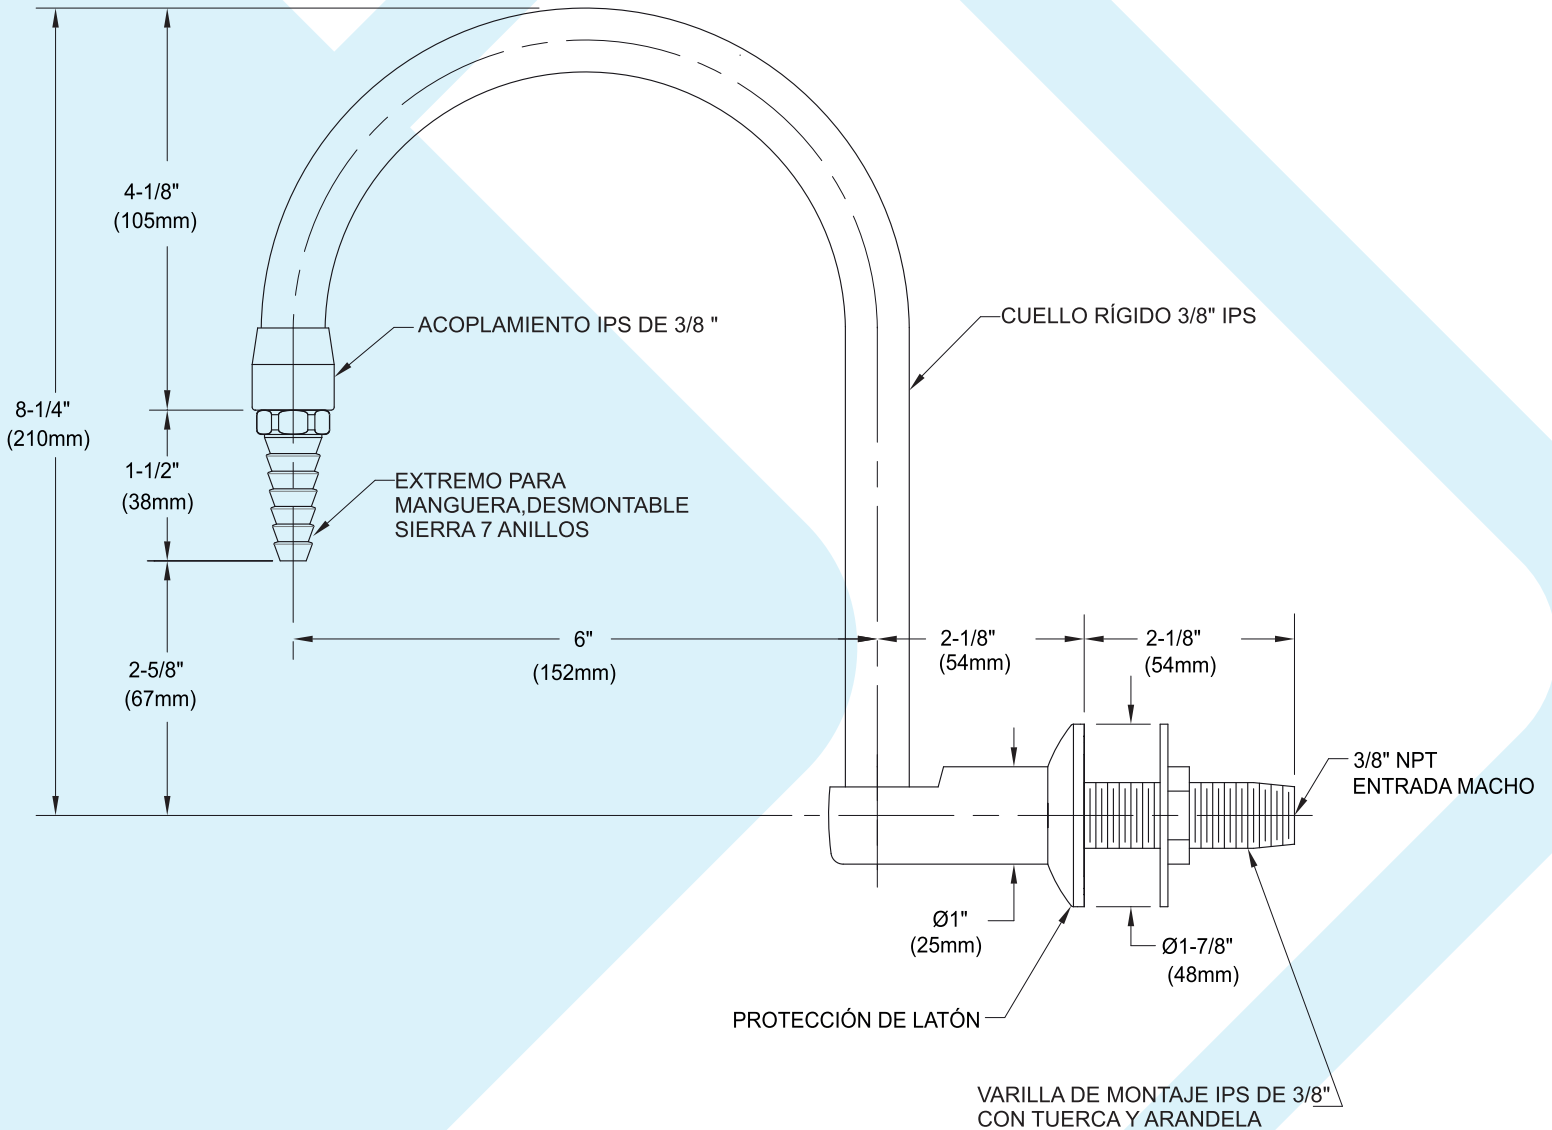 4-1/8"
(105mm)
ACOPLAMIENTO IPS DE 3/8 "
CUELLO RÍGIDO 3/8" IPS
8-1/4"
(210mm)
1-1/2"
(38mm)
EXTREMO PARA
MANGUERA,DESMONTABLE
SIERRA 7 ANILLOS
2-5/8"
(67mm)
6"
(152mm)
2-1/8"
(54mm)
2-1/8"
(54mm)
3/8" NPT
ENTRADA MACHO
Ø1"
(25mm)
Ø1-7/8"
(48mm)
PROTECCIÓN DE LATÓN
VARILLA DE MONTAJE IPS DE 3/8"
CON TUERCA Y ARANDELA